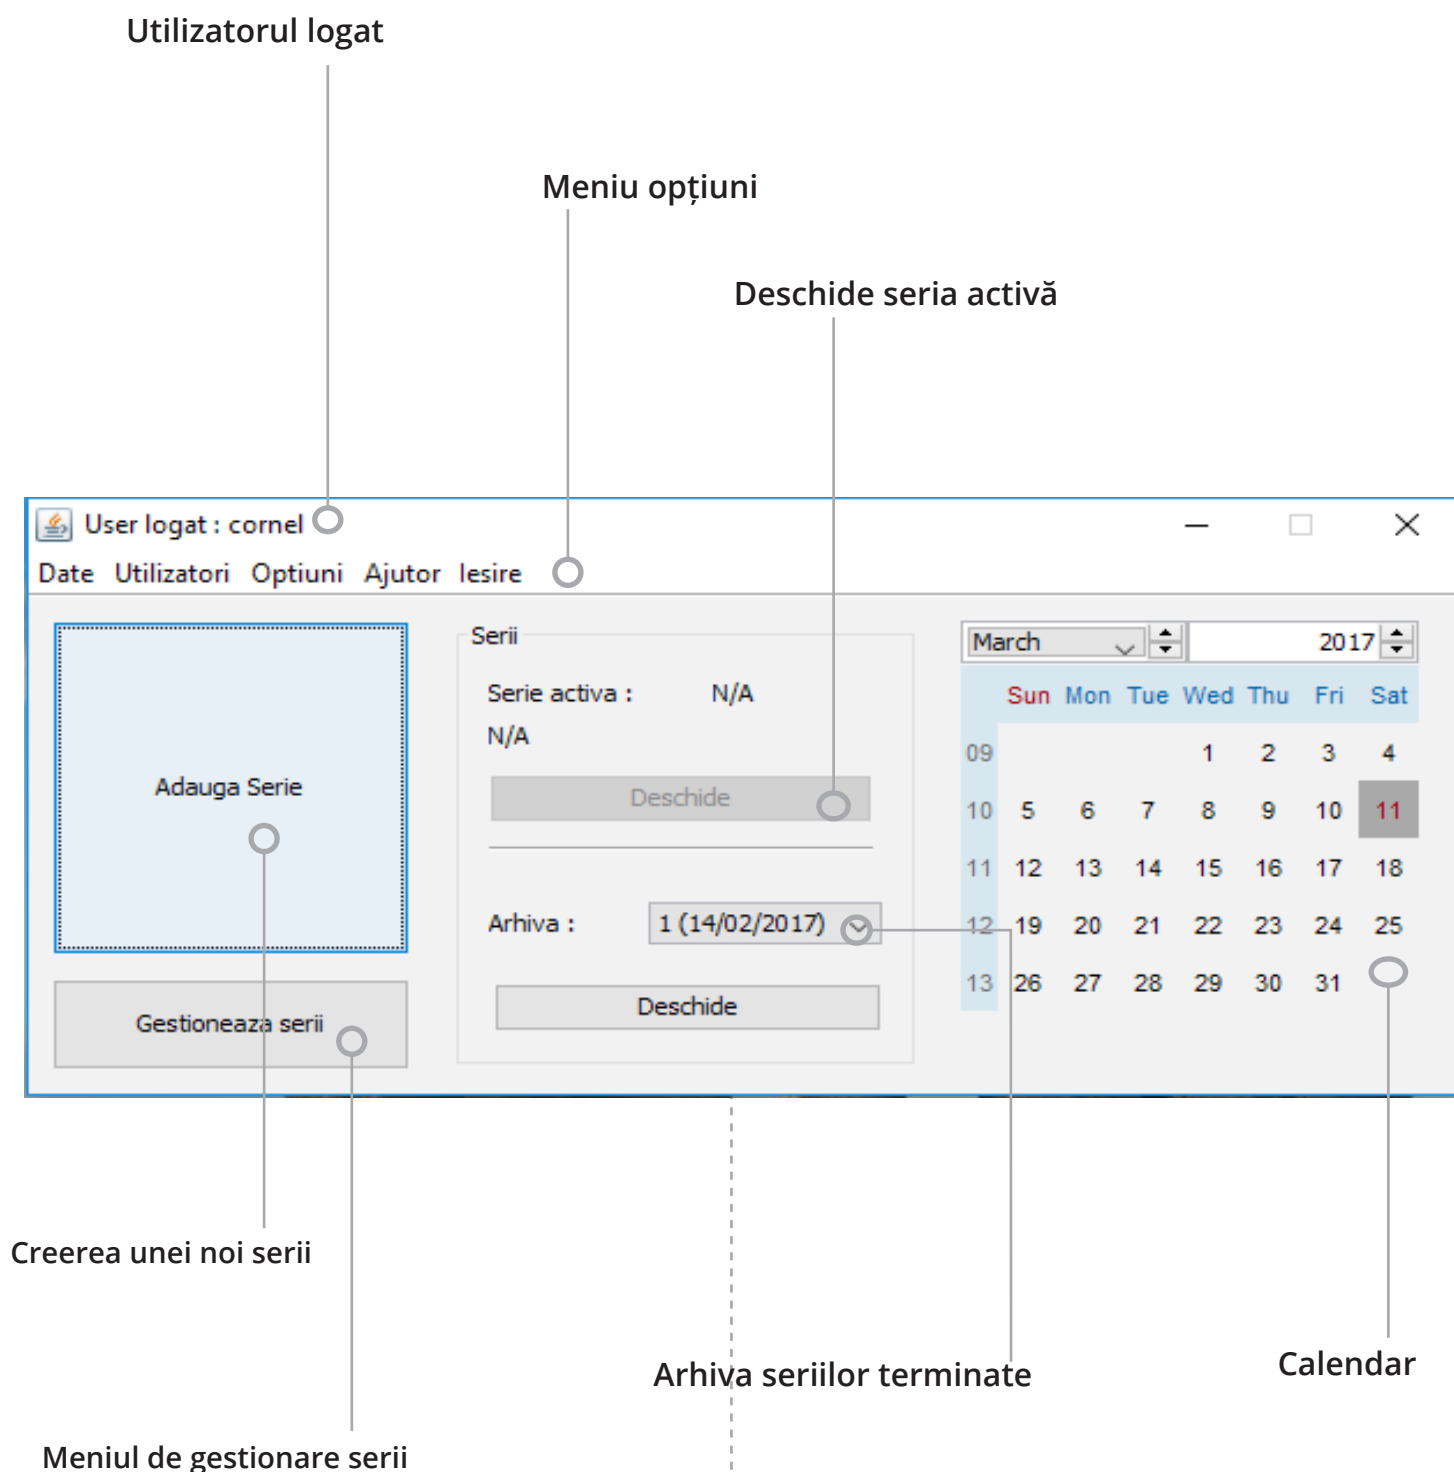 Utilizatorul logat
Meniu opțiuni
Deschide seria activă
User logat : cornel
Date Utilizatori Optiuni Ajutor Iesire
Adauga Serie
Gestioneaza serii
Serii
Serie activa : N/A
N/A
Deschide
Arhiva : 1 (14/02/2017)
Deschide
March 2017
Sun Mon Tue Wed Thu Fri Sat
09 1 2 3 4
10 5 6 7 8 9 10 11
11 12 13 14 15 16 17 18
12 19 20 21 22 23 24 25
13 26 27 28 29 30 31
Creerea unei noi serii
Arhiva seriilor terminate
Calendar
Meniul de gestionare serii